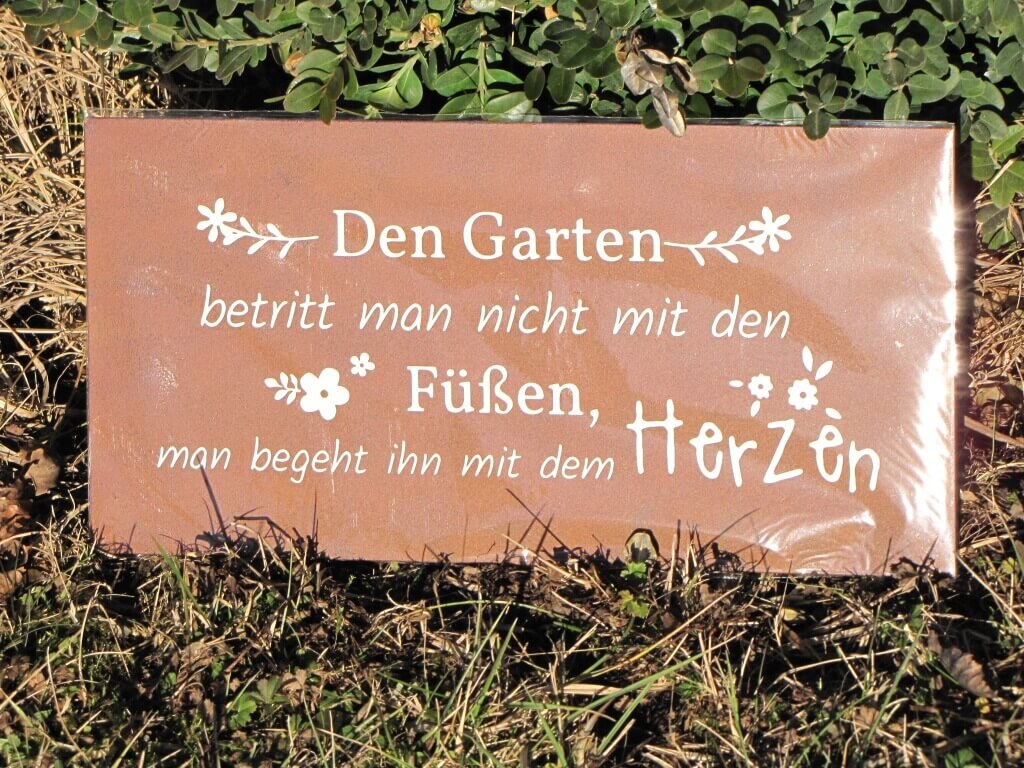 Den Garten
betritt man nicht mit den
Füßen,
man begeht ihn mit dem Herzen